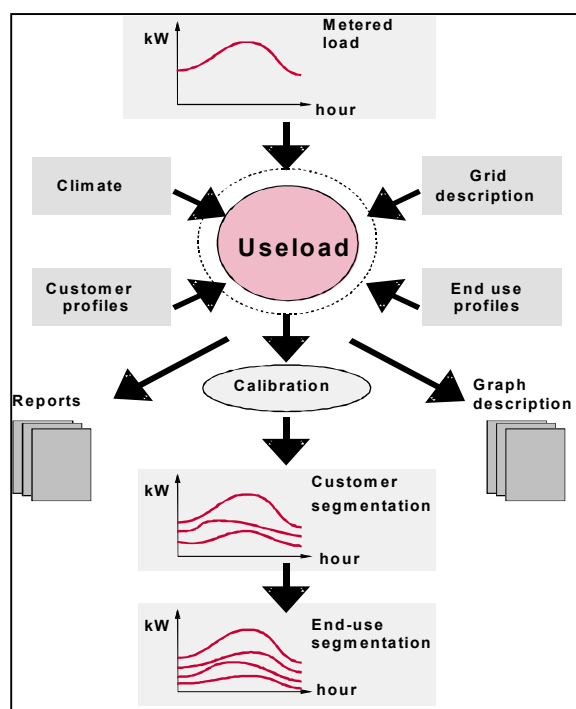 kW
Metered
load
hour
Climate
Grid
description
Useload
Customer
profiles
End use
profiles
Reports
Calibration
Graph
description
kW
Customer
segmentation
hour
kW
End-use
segmentation
hour